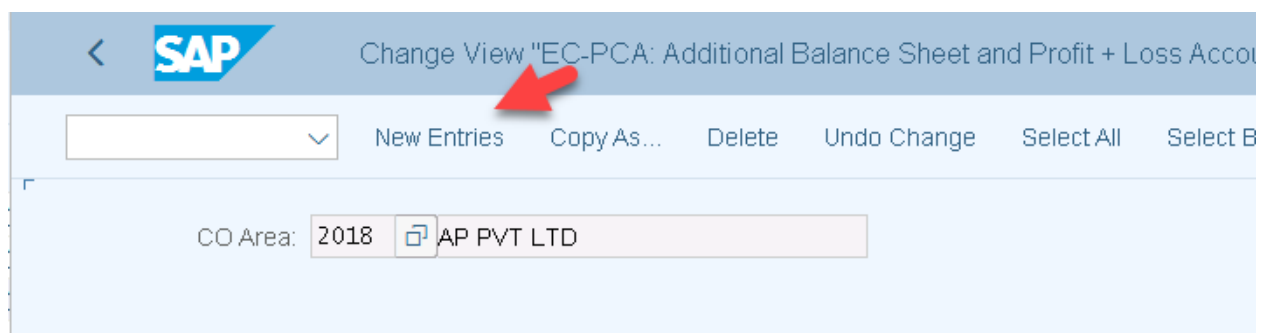 SAP Change View "EC-PCA: Additional Balance Sheet and Profit + Loss Accou
New Entries Copy As... Delete Undo Change Select All Select B
CO Area: 2018 AP PVT LTD